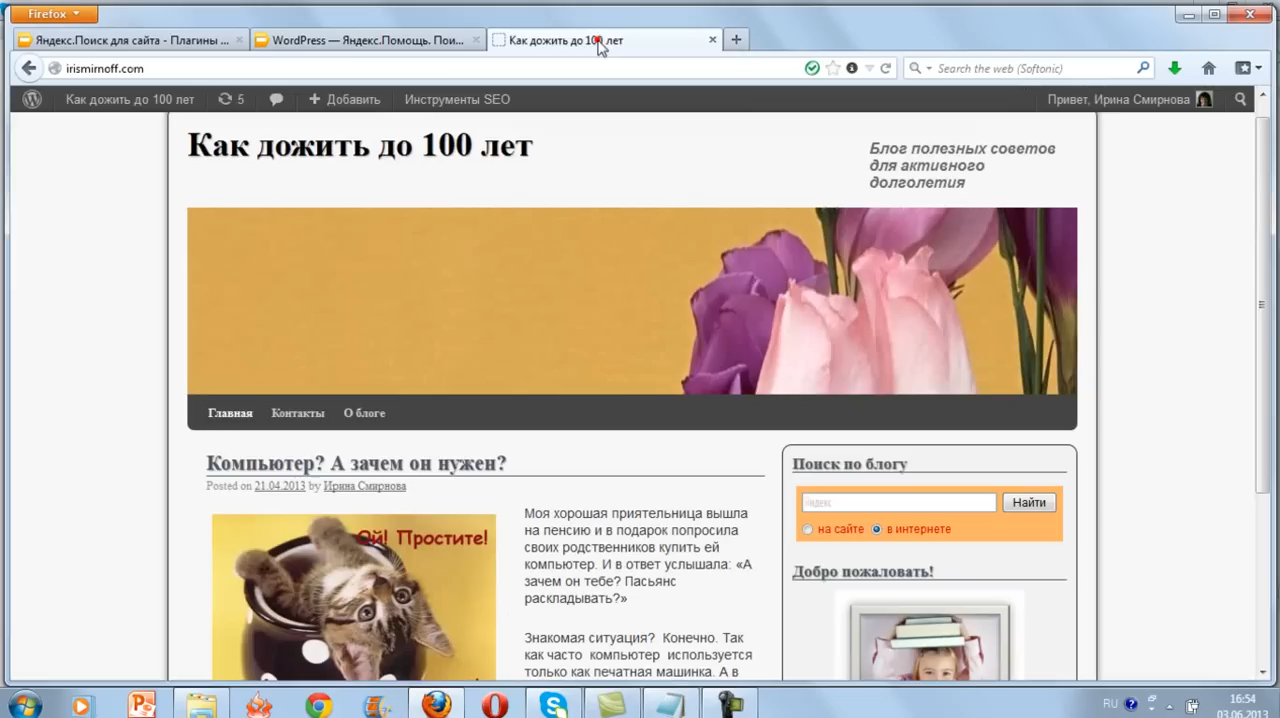 Firefox
Яндекс.Поиск для сайта - Плагины ...
WordPress — Яндекс.Помощь. Пои...
Как дожить до 100 лет
irismirnoff.com
Search the web (Softonic)
Как дожить до 100 лет
5
Добавить
Инструменты SEO
Привет, Ирина Смирнова
Как дожить до 100 лет
Блог полезных советов
для активного
долголетия
Главная
Контакты
О блоге
Компьютер? А зачем он нужен?
Posted on 21.04.2013 by Ирина Смирнова
Ой! Простите!
Моя хорошая приятельница вышла
на пенсию и в подарок попросила
своих родственников купить ей
компьютер. И в ответ услышала: «А
зачем он тебе? Пасьянс
раскладывать?»
Знакомая ситуация? Конечно. Так
как часто компьютер используется
только как печатная машинка. А в
Поиск по блогу
Яндекс
Найти
на сайте
в интернете
Добро пожаловать!
RU
16:54
03.06.2013